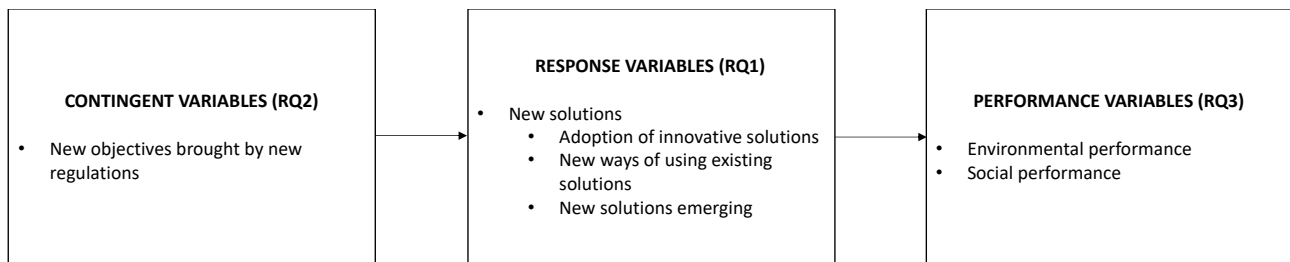 CONTINGENT VARIABLES (RQ2)
• New objectives brought by new
regulations
RESPONSE VARIABLES (RQ1)
• New solutions
• Adoption of innovative solutions
• New ways of using existing
solutions
• New solutions emerging
PERFORMANCE VARIABLES (RQ3)
• Environmental performance
• Social performance